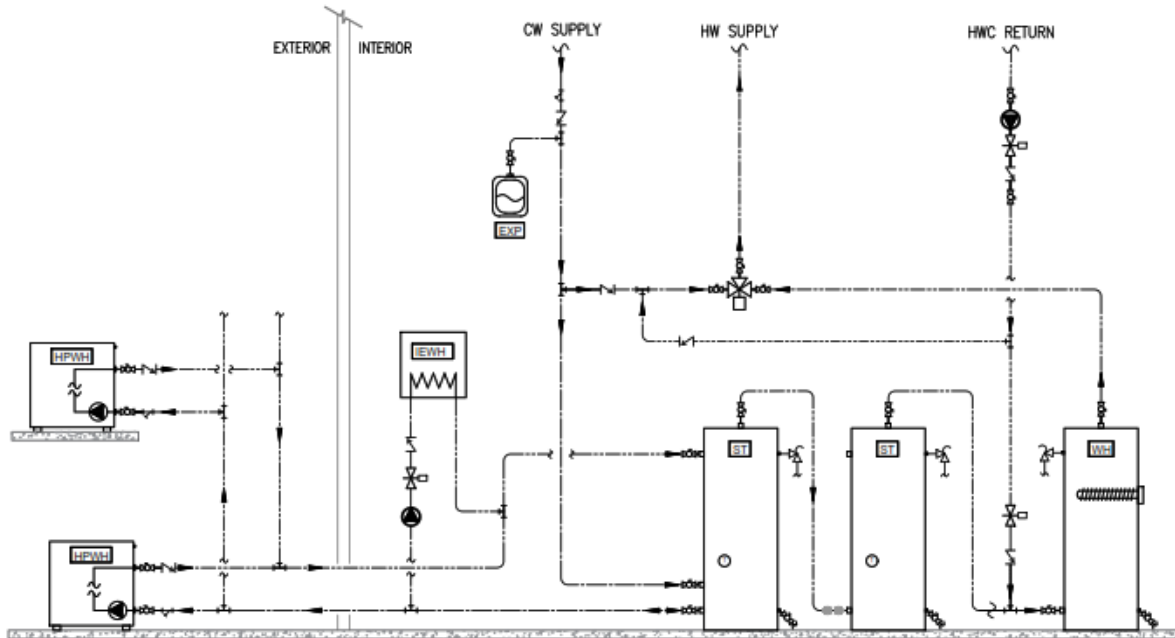 EXTERIOR
INTERIOR
CW SUPPLY
HW SUPPLY
HWC RETURN
EXP
HPWH
IEWH
ST
ST
WH
HPWH
T
T